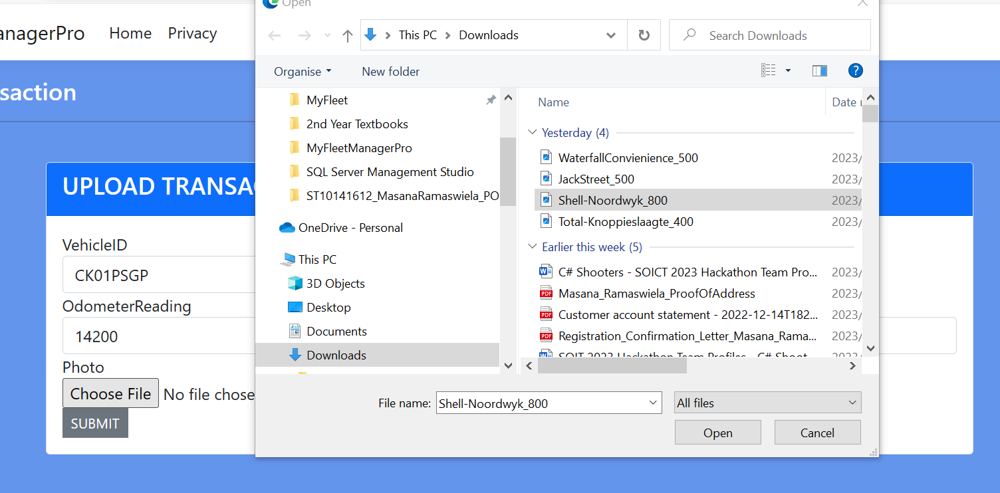 Open
anagerPro Home Privacy
This PC Downloads
Search Downloads
Organise New folder
saction
MyFleet
2nd Year Textbooks
MyFleetManagerPro
SQL Server Management Studio
ST10141612_MasanaRamaswiela_PO
OneDrive - Personal
This PC
3D Objects
Desktop
Documents
Downloads
Name Date
Yesterday (4)
WaterfallConvienience_500 2023/
JackStreet_500 2023/
Shell-Noordwyk_800 2023/
Total-Knoppieslaagte_400 2023/
Earlier this week (5)
C# Shooters - SOICT 2023 Hackathon Team Pro... 2023/
Masana_Ramaswiela_ProofOfAddress 2023/
Customer account statement - 2022-12-14T182... 2023/
Registration_Confirmation_Letter_Masana_Rama... 2023/
SOIT 2023 Hackathon Team Profiles - C# Shoot... 2023/
File name: Shell-Noordwyk_800 All files
Open Cancel
UPLOAD TRANSAC
VehicleID
CK01PSGP
OdometerReading
14200
Photo
Choose File No file chose
SUBMIT